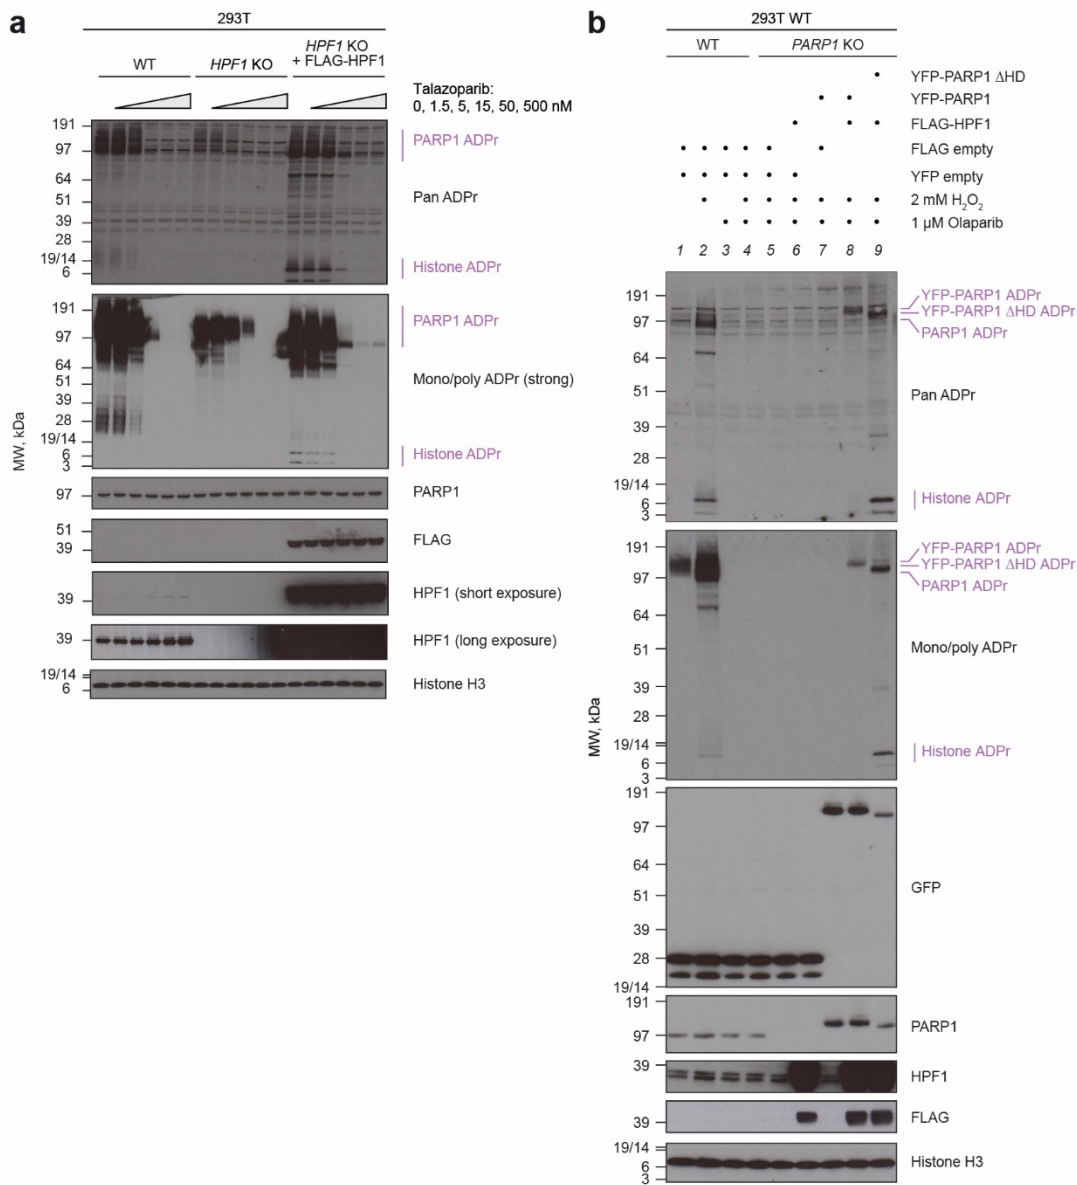 a
293T
WT
HPF1 KO
HPF1 KO
+ FLAG-HPF1
Talazoparib:
0, 1.5, 5, 15, 50, 500 nM
191
97
64
51
39
28
19/14
6
PARP1 ADPr
Pan ADPr
Histone ADPr
191
97
64
51
39
28
19/14
6
3
PARP1 ADPr
Mono/poly ADPr (strong)
Histone ADPr
MW, kDa
97
PARP1
51
39
FLAG
39
HPF1 (short exposure)
39
HPF1 (long exposure)
19/14
6
Histone H3
b
293T WT
WT
PARP1 KO
YFP-PARP1 ΔHD
YFP-PARP1
FLAG-HPF1
FLAG empty
YFP empty
2 mM H₂O₂
1 µM Olaparib
1 2 3 4 5 6 7 8 9
191
97
64
51
39
28
19/14
6
3
YFP-PARP1 ADPr
YFP-PARP1 ΔHD ADPr
PARP1 ADPr
Pan ADPr
Histone ADPr
191
97
64
51
39
28
19/14
6
3
YFP-PARP1 ADPr
YFP-PARP1 ΔHD ADPr
PARP1 ADPr
Mono/poly ADPr
Histone ADPr
MW, kDa
191
97
64
51
39
28
19/14
GFP
191
97
PARP1
39
HPF1
39
FLAG
19/14
6
3
Histone H3